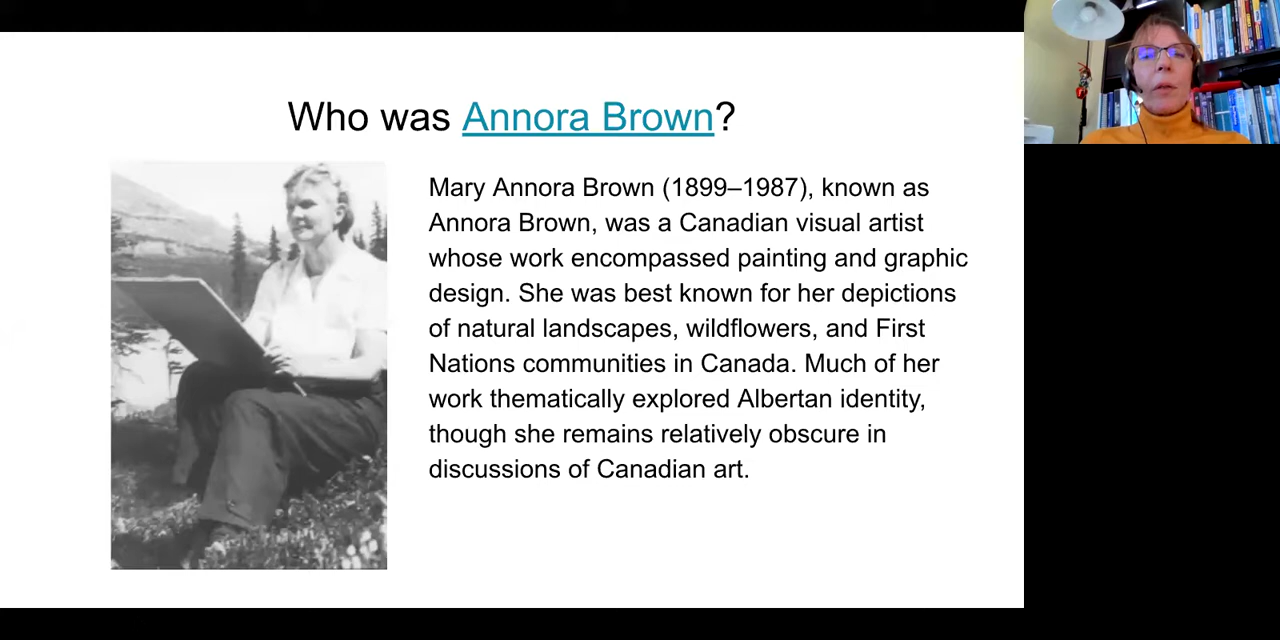 Who was Annora Brown?
Mary Annora Brown (1899–1987), known as
Annora Brown, was a Canadian visual artist
whose work encompassed painting and graphic
design. She was best known for her depictions
of natural landscapes, wildflowers, and First
Nations communities in Canada. Much of her
work thematically explored Albertan identity,
though she remains relatively obscure in
discussions of Canadian art.